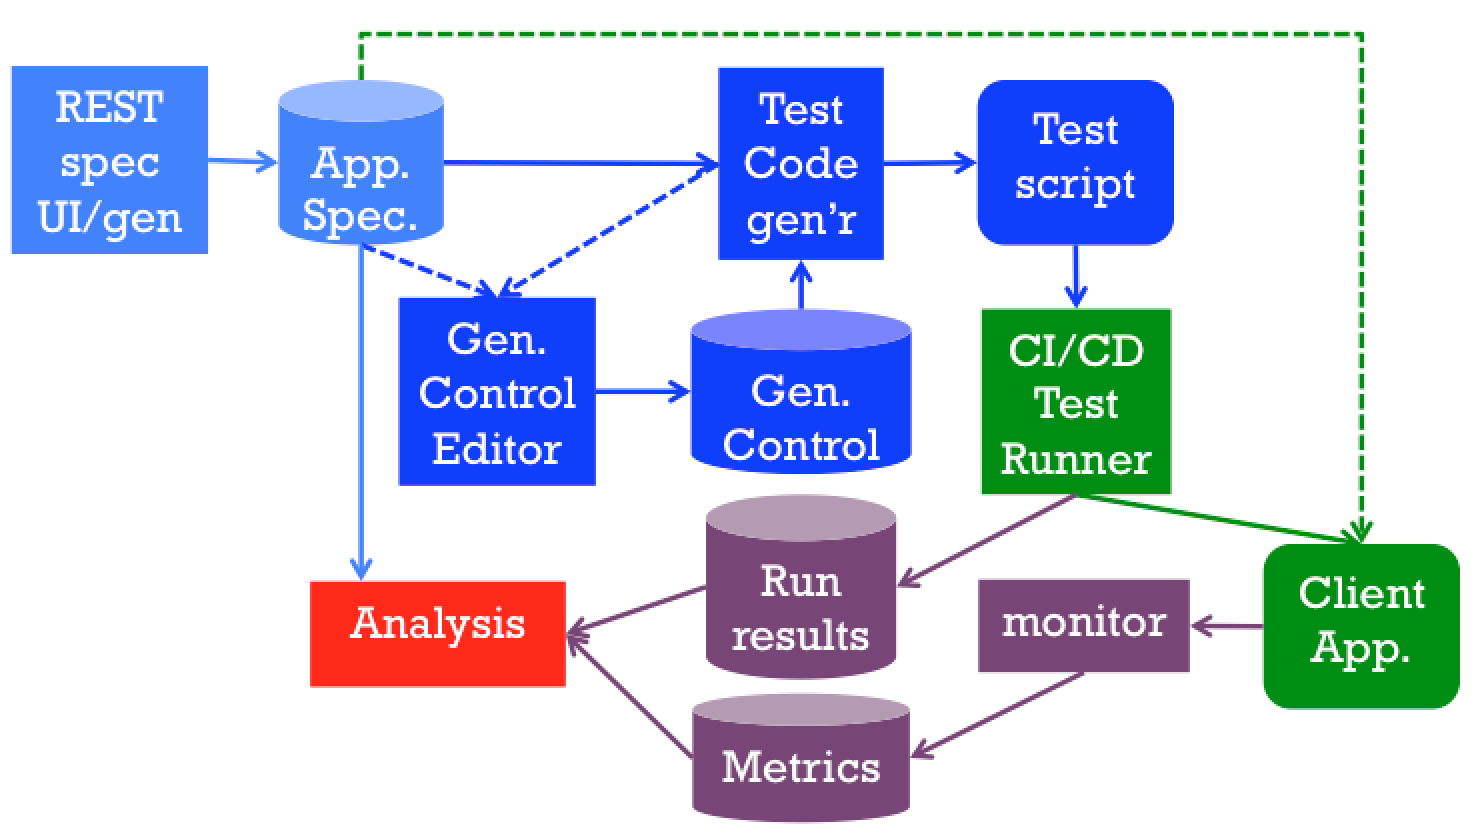 REST
spec
UI/gen
App.
Spec.
Test
Code
gen’r
Test
script
Gen.
Control
Editor
Gen.
Control
CI/CD
Test
Runner
Analysis
Run
results
monitor
Client
App.
Metrics